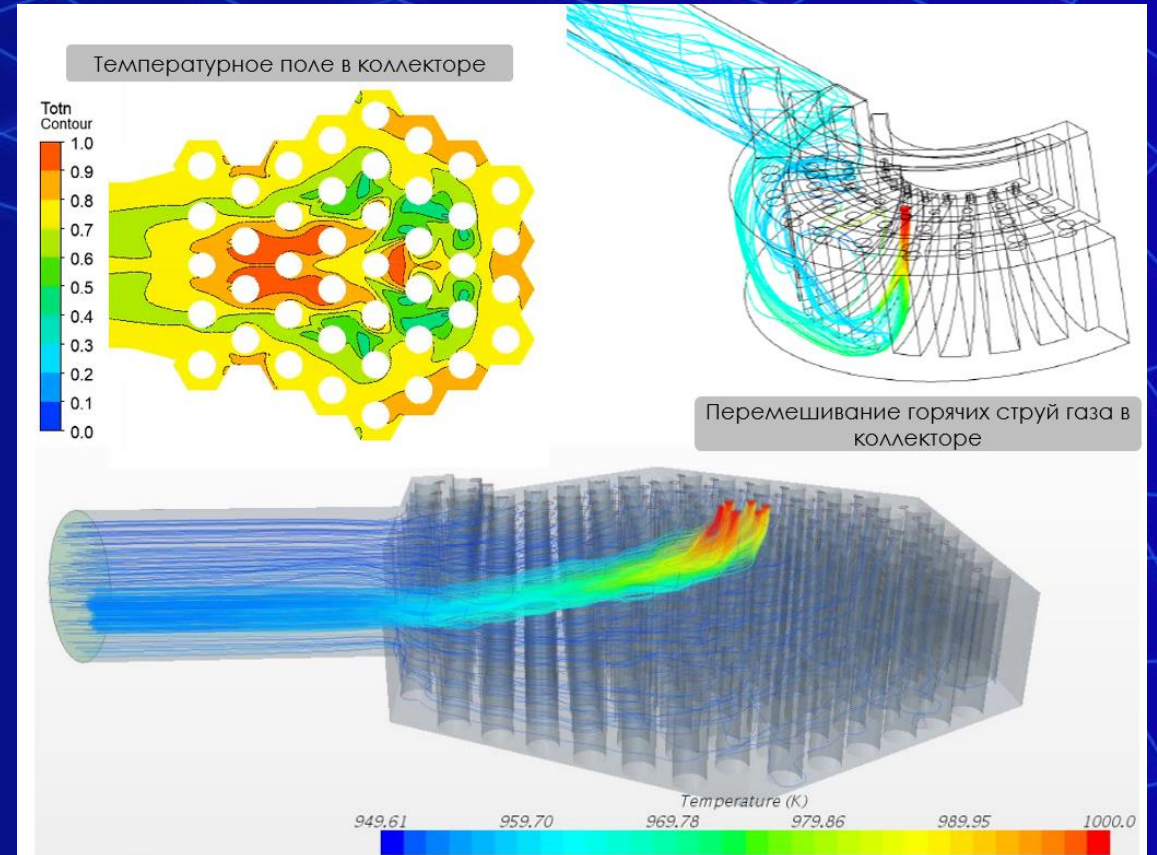 Температурное поле в коллекторе
Totn
Contour
1.0
0.9
0.8
0.7
0.6
0.5
0.4
0.3
0.2
0.1
0.0
Перемешивание горячих струй газа в
коллекторе
Temperature (K)
949.61 959.70 969.78 979.86 989.95 1000.0